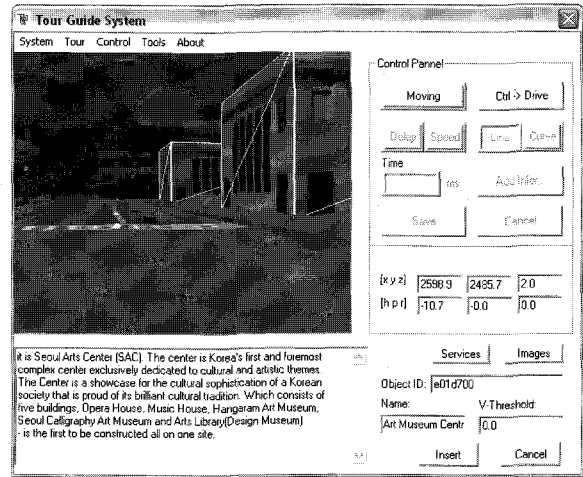 Tour Guide System
System Tour Control Tools About
Control Pannel
Moving Ctrl -> Drive
Delay Speed Line Curve
Time
ms Add Infor..
Save Cancel
[x y z] 2598.9 2485.7 2.0
[h p r] -10.7 -0.0 0.0
it is Seoul Arts Center (SAC). The center is Korea's first and foremost
complex center exclusively dedicated to cultural and artistic themes.
The Center is a showcase for the cultural sophistication of a Korean
society that is proud of its brilliant cultural tradition. Which consists of
five buildings, Opera House, Music House, Hangaram Art Museum,
Seoul Calligraphy Art Museum and Arts Library(Design Museum)
- is the first to be constructed all on one site.
Services Images
Object ID: e01d700
Name: V-Threshold:
Art Museum Centr 0.0
Insert Cancel